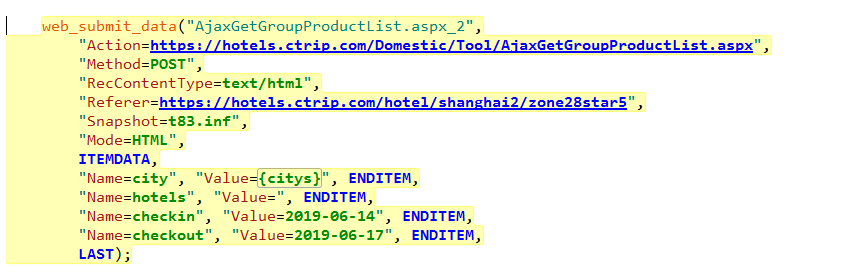 web_submit_data("AjaxGetGroupProductList.aspx_2",
"Action=https://hotels.ctrip.com/Domestic/Tool/AjaxGetGroupProductList.aspx",
"Method=POST",
"RecContentType=text/html",
"Referer=https://hotels.ctrip.com/hotel/shanghai2/zone28star5",
"Snapshot=t83.inf",
"Mode=HTML",
ITEMDATA,
"Name=city", "Value={citys}", ENDITEM,
"Name=hotels", "Value=", ENDITEM,
"Name=checkin", "Value=2019-06-14", ENDITEM,
"Name=checkout", "Value=2019-06-17", ENDITEM,
LAST);